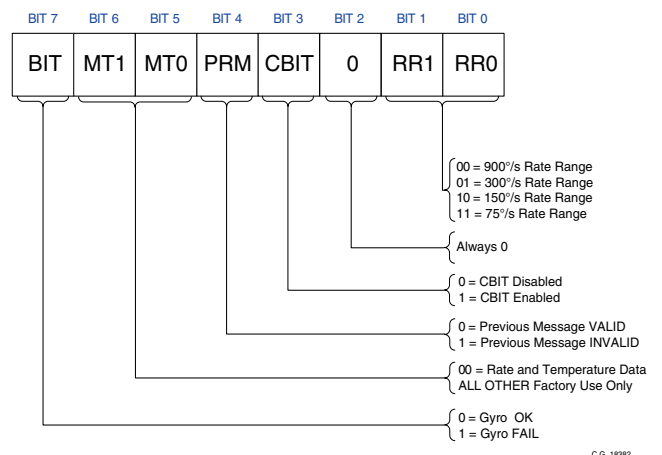 BIT 7 BIT 6 BIT 5 BIT 4 BIT 3 BIT 2 BIT 1 BIT 0
BIT MT1 MT0 PRM CBIT 0 RR1 RR0
00 = 900°/s Rate Range
01 = 300°/s Rate Range
10 = 150°/s Rate Range
11 = 75°/s Rate Range
Always 0
0 = CBIT Disabled
1 = CBIT Enabled
0 = Previous Message VALID
1 = Previous Message INVALID
00 = Rate and Temperature Data
ALL OTHER Factory Use Only
0 = Gyro OK
1 = Gyro FAIL
C.G. 18382